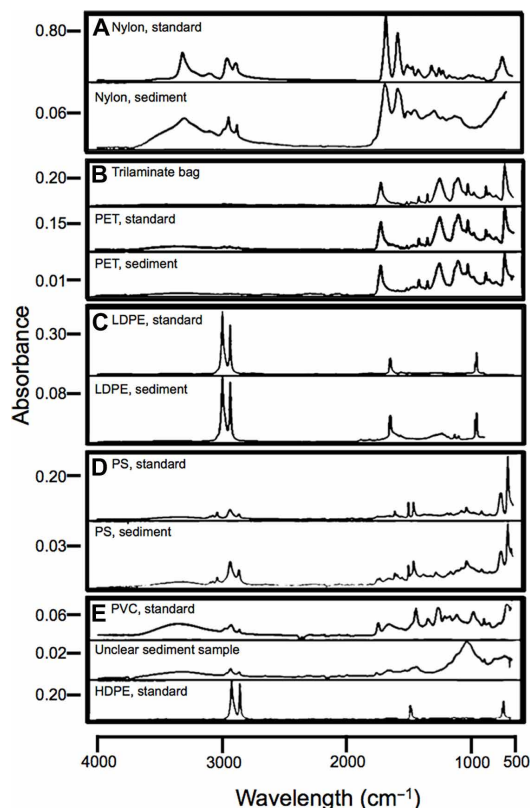 Absorbance
A Nylon, standard
0.80
Nylon, sediment
0.06
B Trilaminate bag
0.20
PET, standard
0.15
PET, sediment
0.01
C LDPE, standard
0.30
LDPE, sediment
0.08
D PS, standard
0.20
PS, sediment
0.03
E PVC, standard
0.06
Unclear sediment sample
0.02
HDPE, standard
0.20
4000 3000 2000 1000 500
Wavelength (cm⁻¹)